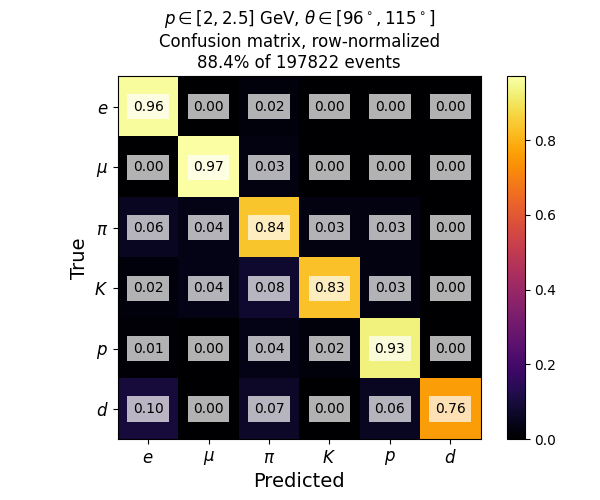 p ∈ [2, 2.5] GeV, θ ∈ [96°, 115°]
Confusion matrix, row-normalized
88.4% of 197822 events
e 0.96 0.00 0.02 0.00 0.00 0.00
μ 0.00 0.97 0.03 0.00 0.00 0.00
π 0.06 0.04 0.84 0.03 0.03 0.00
K 0.02 0.04 0.08 0.83 0.03 0.00
p 0.01 0.00 0.04 0.02 0.93 0.00
d 0.10 0.00 0.07 0.00 0.06 0.76
e μ π K p d
True
Predicted
0.8
0.6
0.4
0.2
0.0